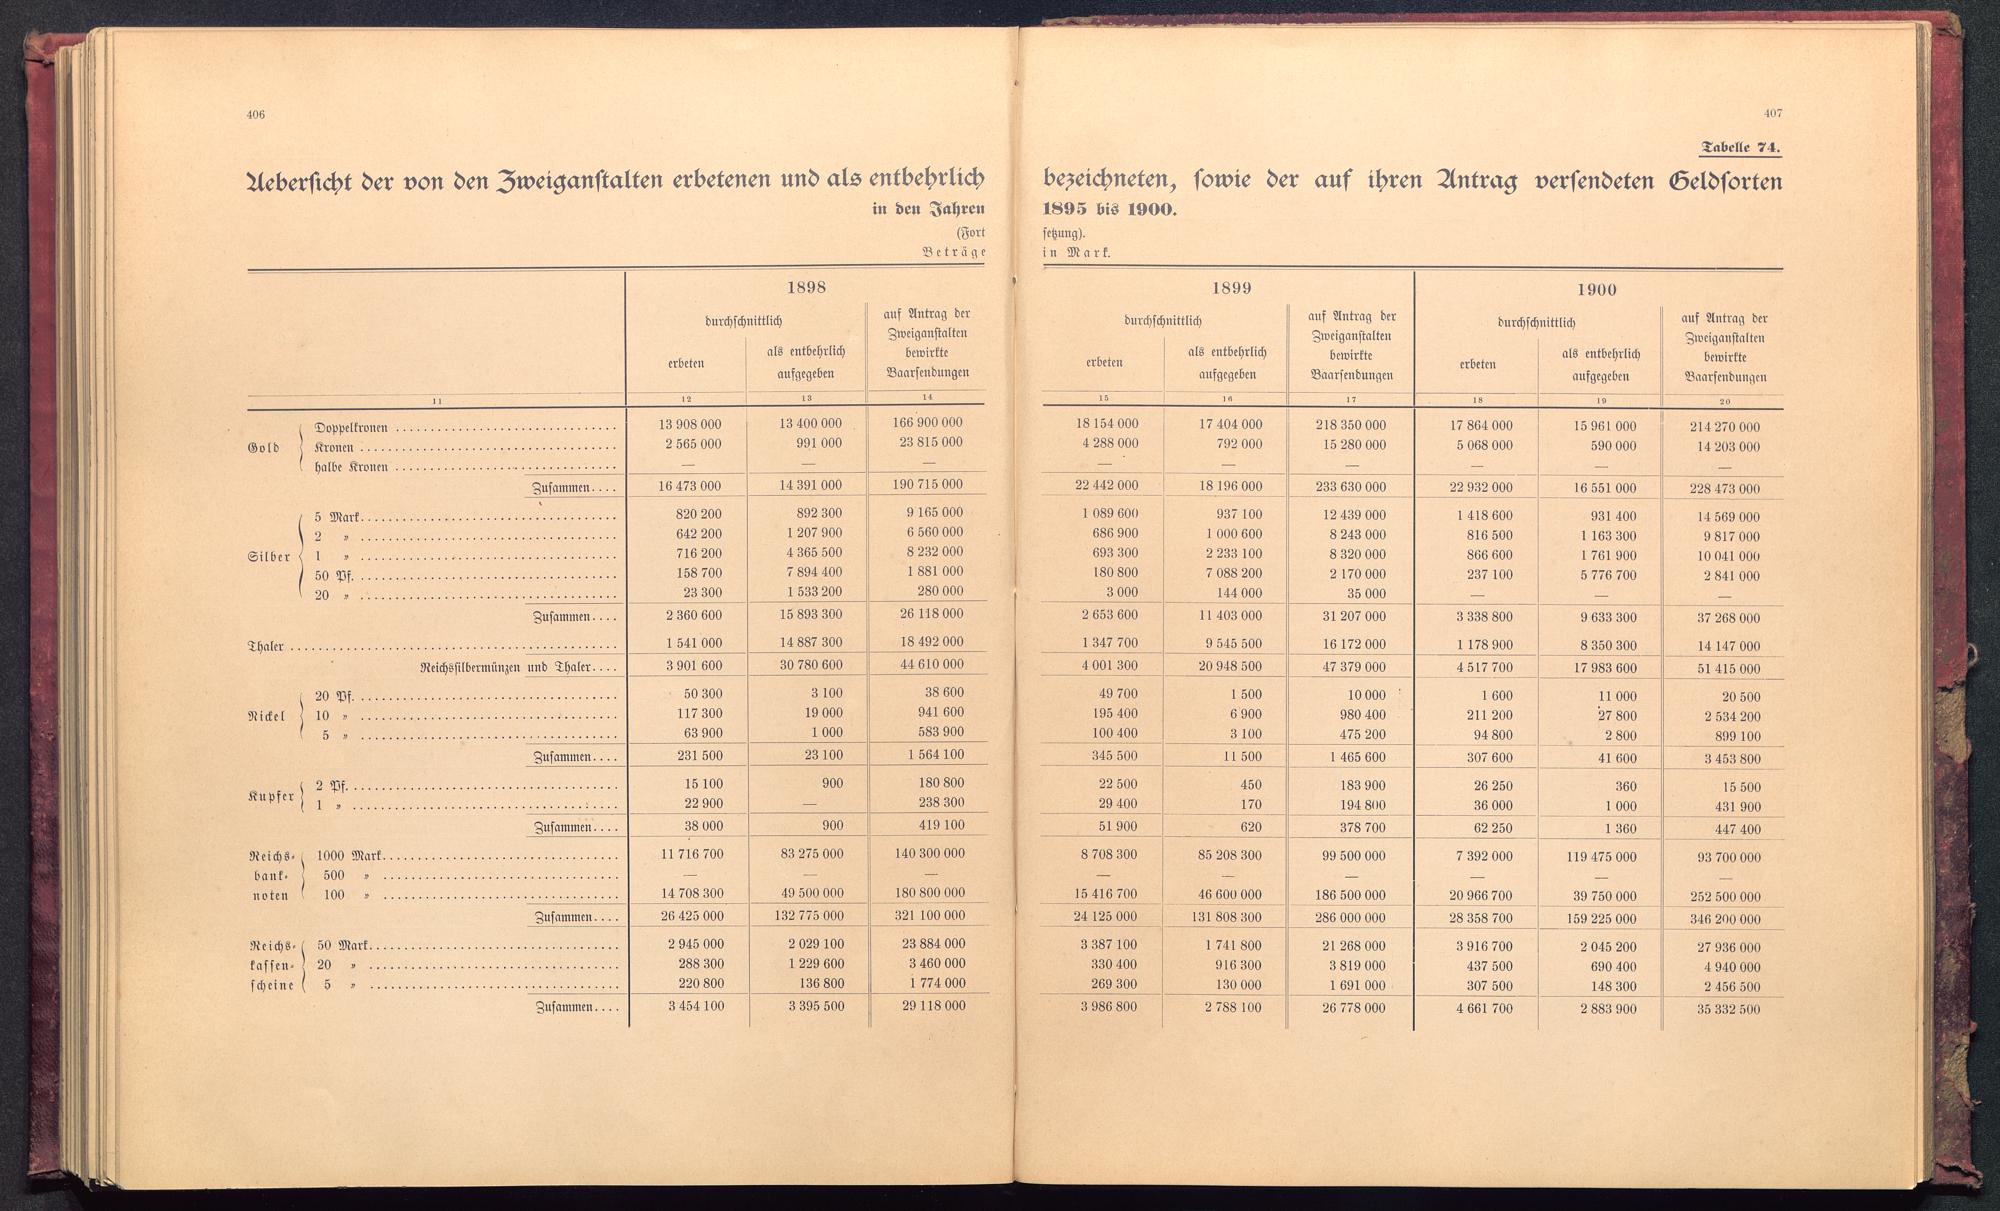 406
Uebersicht der von den Zweiganstalten erbetenen und als entbehrlich
in den Jahren
(Fort
Beträge
1898
durchschnittlich
erbeten
als entbehrlich
aufgegeben
auf Antrag der
Zweiganstalten
bewirkte
Baarsendungen
11 12 13 14
Gold
Doppelkronen 13 908 000 13 400 000 166 900 000
Kronen 2 565 000 991 000 23 815 000
halbe Kronen — — —
Zusammen.... 16 473 000 14 391 000 190 715 000
Silber
5 Mark 820 200 892 300 9 165 000
2 " 642 200 1 207 900 6 560 000
1 " 716 200 4 365 500 8 232 000
50 Pf. 158 700 7 894 400 1 881 000
20 " 23 300 1 533 200 280 000
Zusammen.... 2 360 600 15 893 300 26 118 000
Thaler 1 541 000 14 887 300 18 492 000
Reichssilbermünzen und Thaler.... 3 901 600 30 780 600 44 610 000
Nickel
20 Pf. 50 300 3 100 38 600
10 " 117 300 19 000 941 600
5 " 63 900 1 000 583 900
Zusammen.... 231 500 23 100 1 564 100
Kupfer
2 Pf. 15 100 900 180 800
1 " 22 900 — 238 300
Zusammen.... 38 000 900 419 100
Reichs-
bank-
noten
1000 Mark 11 716 700 83 275 000 140 300 000
500 " — — —
100 " 14 708 300 49 500 000 180 800 000
Zusammen.... 26 425 000 132 775 000 321 100 000
Reichs-
kassen-
scheine
50 Mark 2 945 000 2 029 100 23 884 000
20 " 288 300 1 229 600 3 460 000
5 " 220 800 136 800 1 774 000
Zusammen.... 3 454 100 3 395 500 29 118 000
407
Tabelle 74.
bezeichneten, sowie der auf ihren Antrag versendeten Geldsorten
1895 bis 1900.
setzung).
in Mark.
1899 1900
durchschnittlich
erbeten
als entbehrlich
aufgegeben
auf Antrag der
Zweiganstalten
bewirkte
Baarsendungen
durchschnittlich
erbeten
als entbehrlich
aufgegeben
auf Antrag der
Zweiganstalten
bewirkte
Baarsendungen
15 16 17 18 19 20
18 154 000 17 404 000 218 350 000 17 864 000 15 961 000 214 270 000
4 288 000 792 000 15 280 000 5 068 000 590 000 14 203 000
— — — — — —
22 442 000 18 196 000 233 630 000 22 932 000 16 551 000 228 473 000
1 089 600 937 100 12 439 000 1 418 600 931 400 14 569 000
686 900 1 000 600 8 243 000 816 500 1 163 300 9 817 000
693 300 2 233 100 8 320 000 866 600 1 761 900 10 041 000
180 800 7 088 200 2 170 000 237 100 5 776 700 2 841 000
3 000 144 000 35 000 — — —
2 653 600 11 403 000 31 207 000 3 338 800 9 633 300 37 268 000
1 347 700 9 545 500 16 172 000 1 178 900 8 350 300 14 147 000
4 001 300 20 948 500 47 379 000 4 517 700 17 983 600 51 415 000
49 700 1 500 10 000 1 600 11 000 20 500
195 400 6 900 980 400 211 200 27 800 2 534 200
100 400 3 100 475 200 94 800 2 800 899 100
345 500 11 500 1 465 600 307 600 41 600 3 453 800
22 500 450 183 900 26 250 360 15 500
29 400 170 194 800 36 000 1 000 431 900
51 900 620 378 700 62 250 1 360 447 400
8 708 300 85 208 300 99 500 000 7 392 000 119 475 000 93 700 000
— — — — — —
15 416 700 46 600 000 186 500 000 20 966 700 39 750 000 252 500 000
24 125 000 131 808 300 286 000 000 28 358 700 159 225 000 346 200 000
3 387 100 1 741 800 21 268 000 3 916 700 2 045 200 27 936 000
330 400 916 300 3 819 000 437 500 690 400 4 940 000
269 300 130 000 1 691 000 307 500 148 300 2 456 500
3 986 800 2 788 100 26 778 000 4 661 700 2 883 900 35 332 500